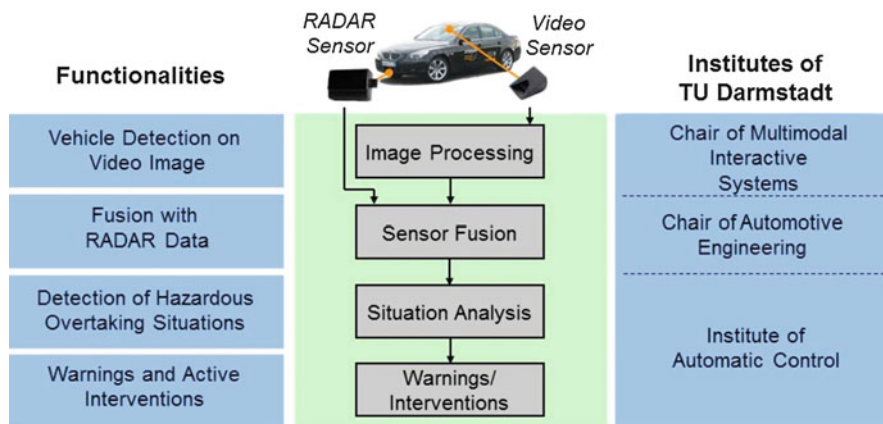 RADAR
Sensor
Video
Sensor
Functionalities
Institutes of
TU Darmstadt
Vehicle Detection on
Video Image
Image Processing
Chair of Multimodal
Interactive
Systems
Fusion with
RADAR Data
Sensor Fusion
Chair of Automotive
Engineering
Detection of Hazardous
Overtaking Situations
Situation Analysis
Institute of
Automatic Control
Warnings and Active
Interventions
Warnings/
Interventions